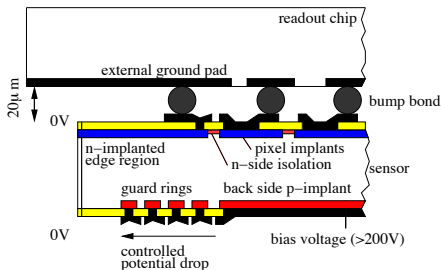 readout chip
external ground pad
20μ m
bump bond
0V
n−implanted
edge region
pixel implants
n−side isolation
sensor
guard rings
back side p−implant
0V
bias voltage (>200V)
controlled
potential drop